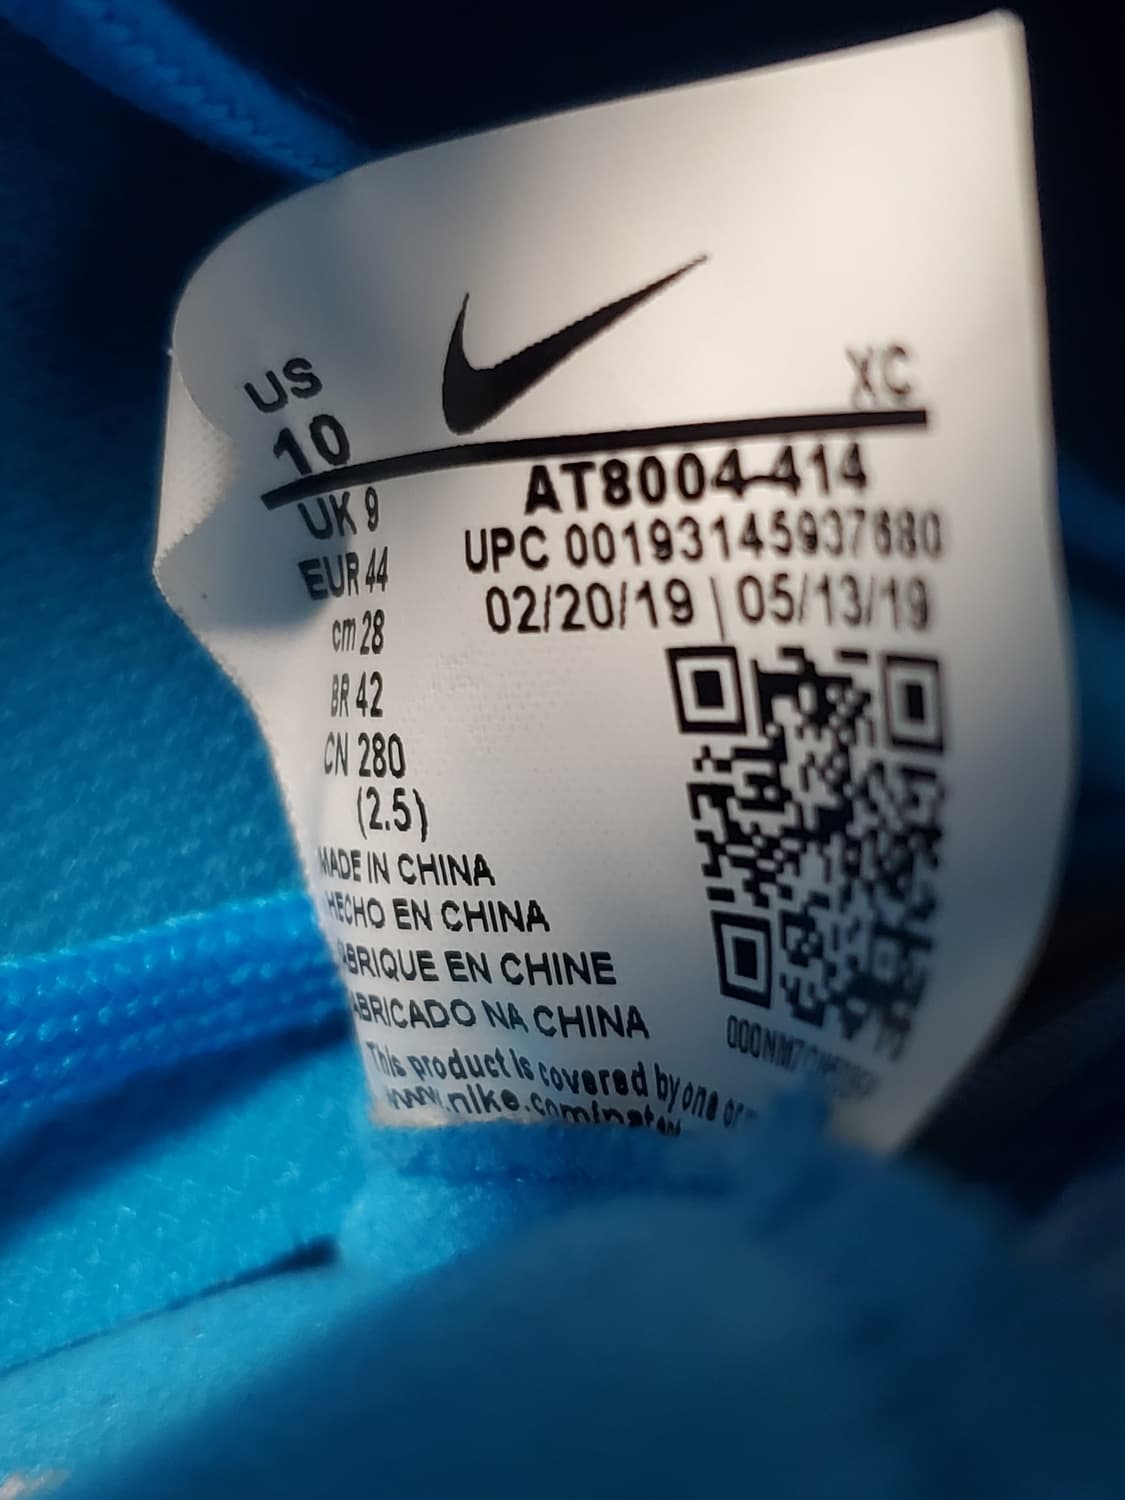 US
10
XC
UK 9
EUR 44
cm 28
BR 42
CN 280
(2.5)
AT8004-414
UPC 00193145937680
02/20/19 | 05/13/19
MADE IN CHINA
HECHO EN CHINA
ABRIQUE EN CHINE
ABRICADO NA CHINA
This product is covered by one or